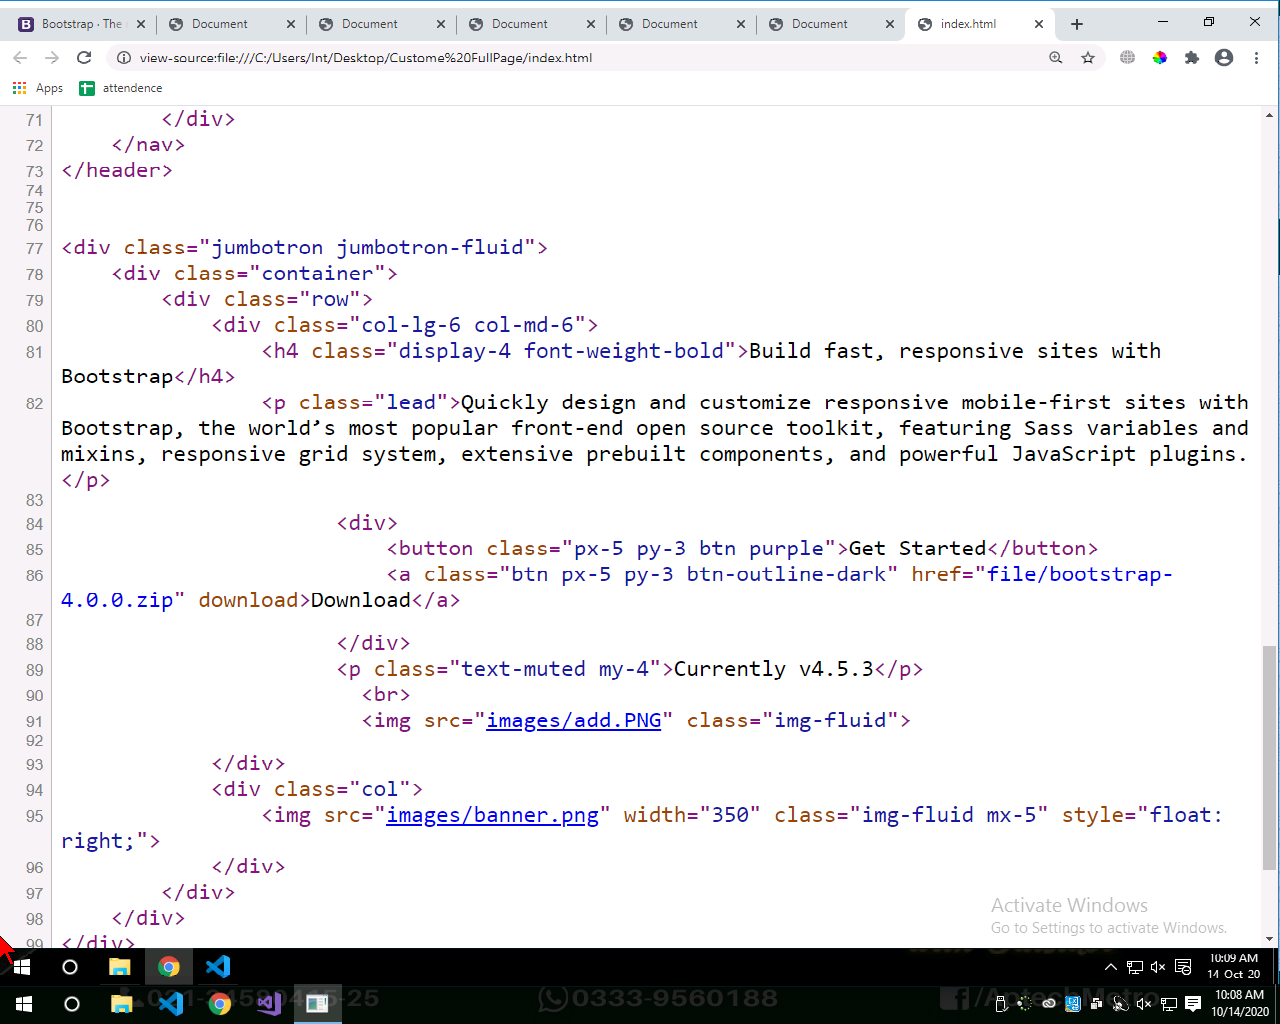 Bootstrap · The
Document
Document
Document
Document
Document
index.html
view-source:file:///C:/Users/Int/Desktop/Custome%20FullPage/index.html
Apps
attendence
71 </div>
72 </nav>
73 </header>
74
75
76
77 <div class="jumbotron jumbotron-fluid">
78 <div class="container">
79 <div class="row">
80 <div class="col-lg-6 col-md-6">
81 <h4 class="display-4 font-weight-bold">Build fast, responsive sites with
Bootstrap</h4>
82 <p class="lead">Quickly design and customize responsive mobile-first sites with
Bootstrap, the world’s most popular front-end open source toolkit, featuring Sass variables and
mixins, responsive grid system, extensive prebuilt components, and powerful JavaScript plugins.
</p>
83
84 <div>
85 <button class="px-5 py-3 btn purple">Get Started</button>
86 <a class="btn px-5 py-3 btn-outline-dark" href="file/bootstrap-
4.0.0.zip" download>Download</a>
87
88 </div>
89 <p class="text-muted my-4">Currently v4.5.3</p>
90 <br>
91 <img src="images/add.PNG" class="img-fluid">
92
93 </div>
94 <div class="col">
95 <img src="images/banner.png" width="350" class="img-fluid mx-5" style="float:
right;">
96 </div>
97 </div>
98 </div>
99 </div>
Activate Windows
Go to Settings to activate Windows.
10:09 AM
14 Oct 20
0333-9560188
10:08 AM
10/14/2020